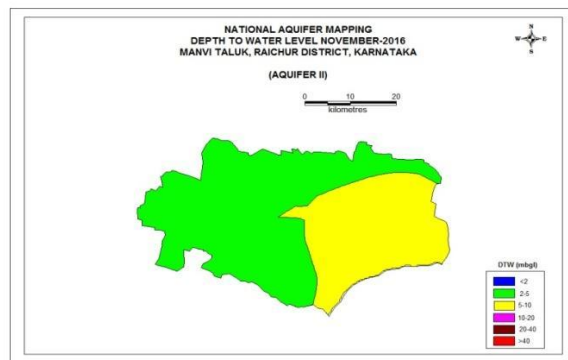 NATIONAL AQUIFER MAPPING
DEPTH TO WATER LEVEL NOVEMBER-2016
MANVI TALUK, RAICHUR DISTRICT, KARNATAKA
(AQUIFER II)
N
W E
S
0 10 20
kilometres
DTW (mbgl)
<2
2-5
5-10
10-20
20-40
>40